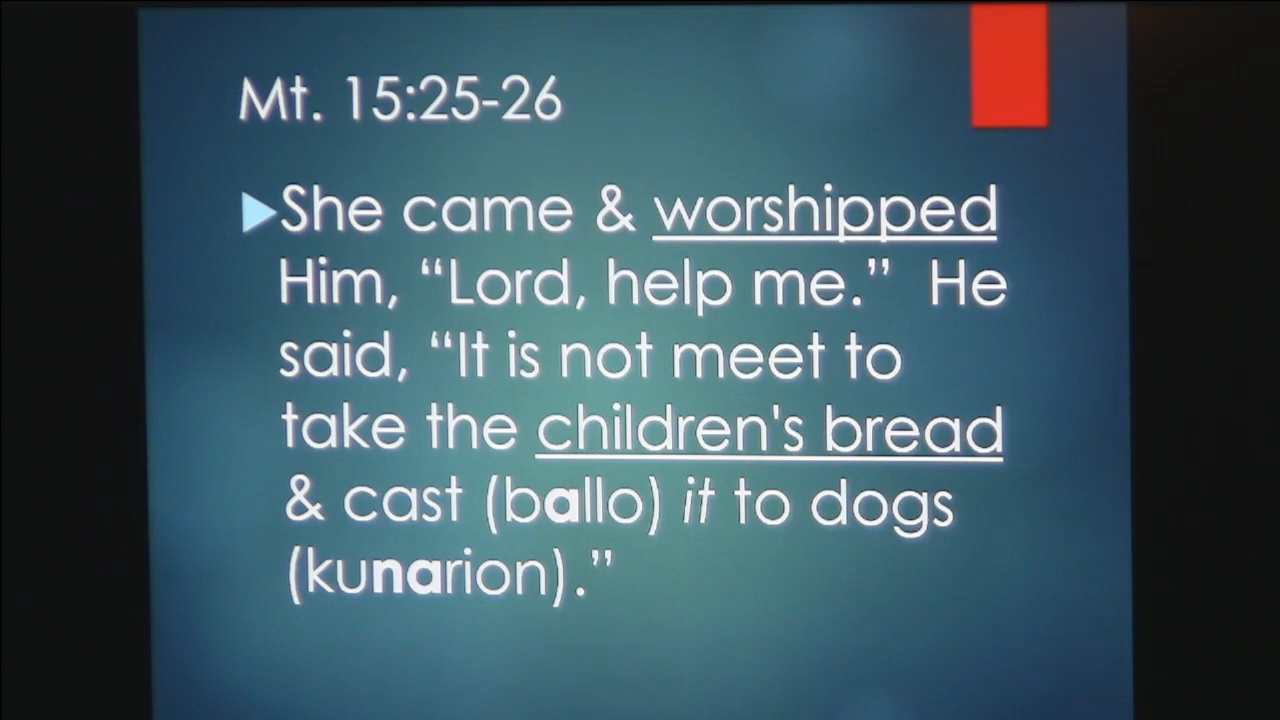 Mt. 15:25-26
She came & worshipped
Him, “Lord, help me.”  He
said, “It is not meet to
take the children's bread
& cast (ballo) it to dogs
(kunarion).”